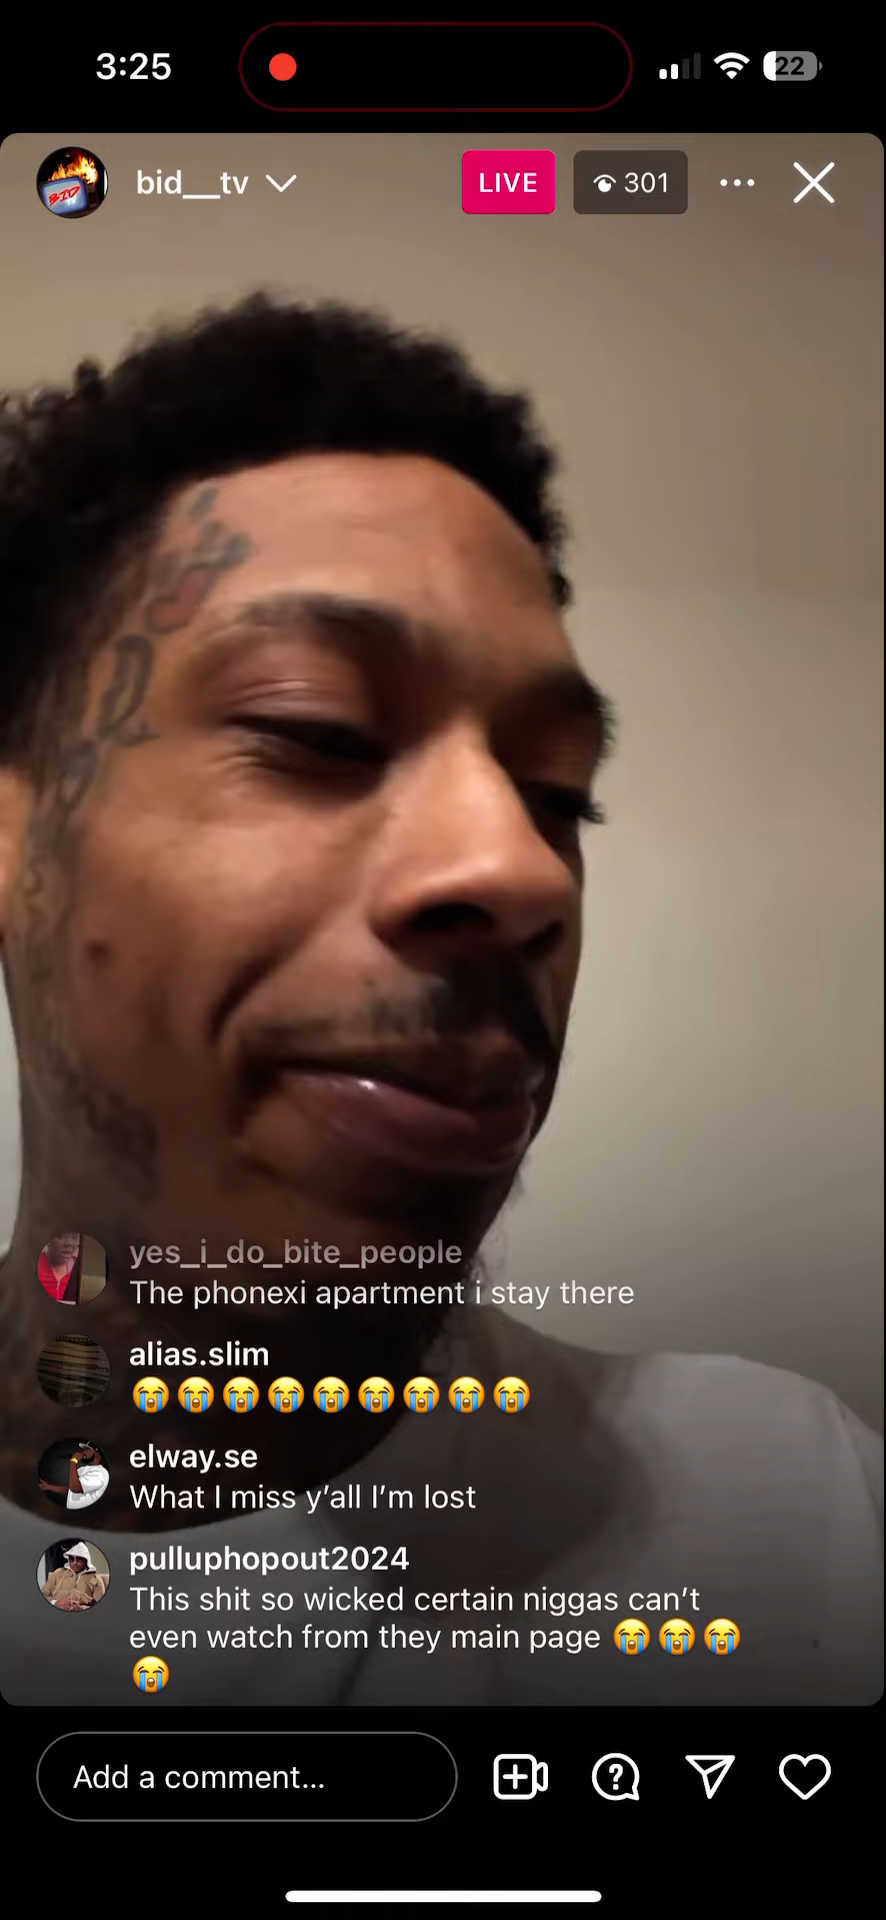 3:25
22
BID
bid__tv
LIVE
301
yes_i_do_bite_people
The phonexi apartment i stay there
alias.slim
😭😭😭😭😭😭😭😭😭
elway.se
What I miss y’all I’m lost
pulluphopout2024
This shit so wicked certain niggas can’t
even watch from they main page 😭😭😭
😭
Add a comment...